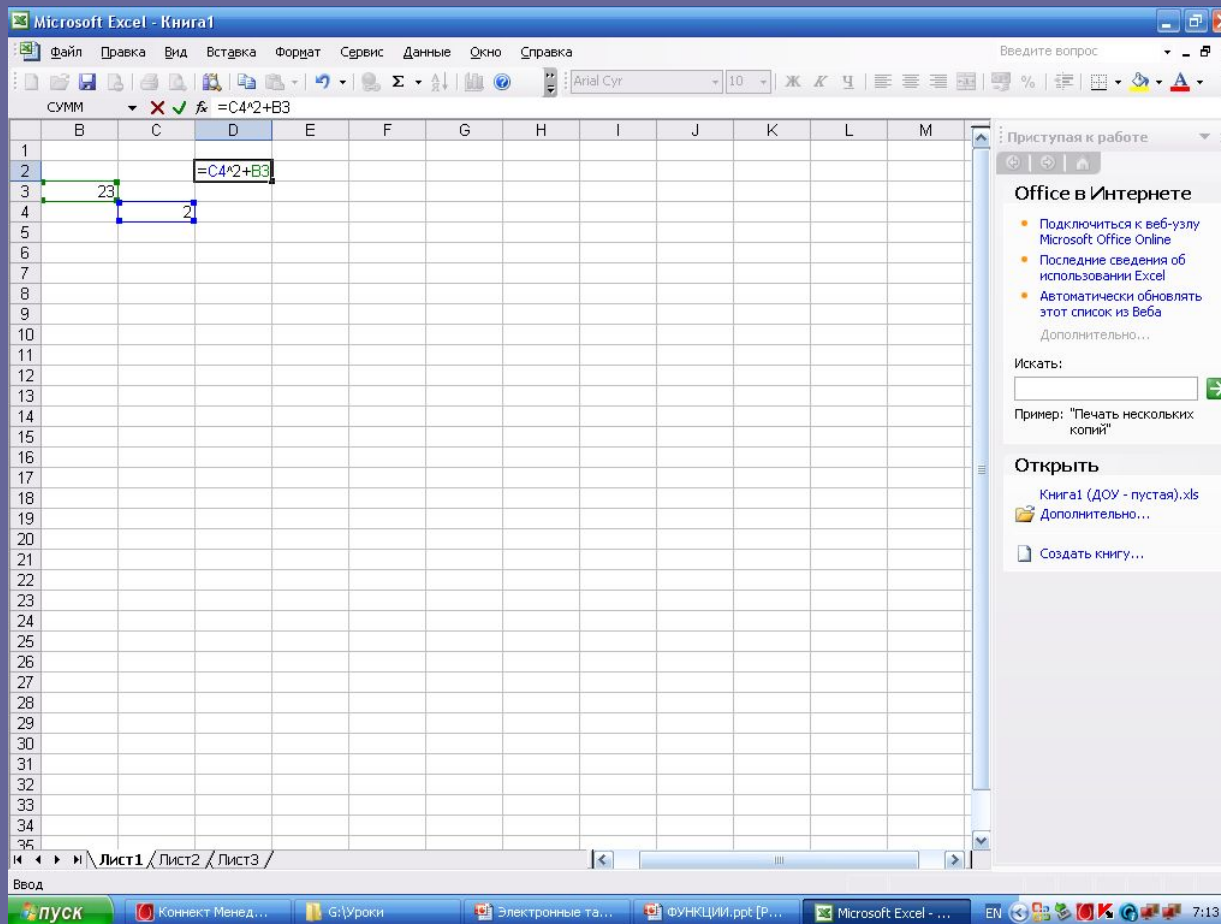 Microsoft Excel - Книга1
Файл Правка Вид Вставка Формат Сервис Данные Окно Справка Введите вопрос
Arial Cyr 10 Ж К Ч %
СУММ fx =C4^2+B3
B C D E F G H I J K L M
1
2 =C4^2+B3
3 23
4 2
5
6
7
8
9
10
11
12
13
14
15
16
17
18
19
20
21
22
23
24
25
26
27
28
29
30
31
32
33
34
35
Приступая к работе
Office в Интернете
Подключиться к веб-узлу
Microsoft Office Online
Последние сведения об
использовании Excel
Автоматически обновлять
этот список из Веба
Дополнительно...
Искать:
Пример: "Печать нескольких
копий"
Открыть
Книга1 (ДОУ - пустая).xls
Дополнительно...
Создать книгу...
Лист1 Лист2 Лист3
Ввод
пуск Коннект Менед... G:\Уроки Электронные та... ФУНКЦИИ.ppt [P... Microsoft Excel - ... EN 7:13